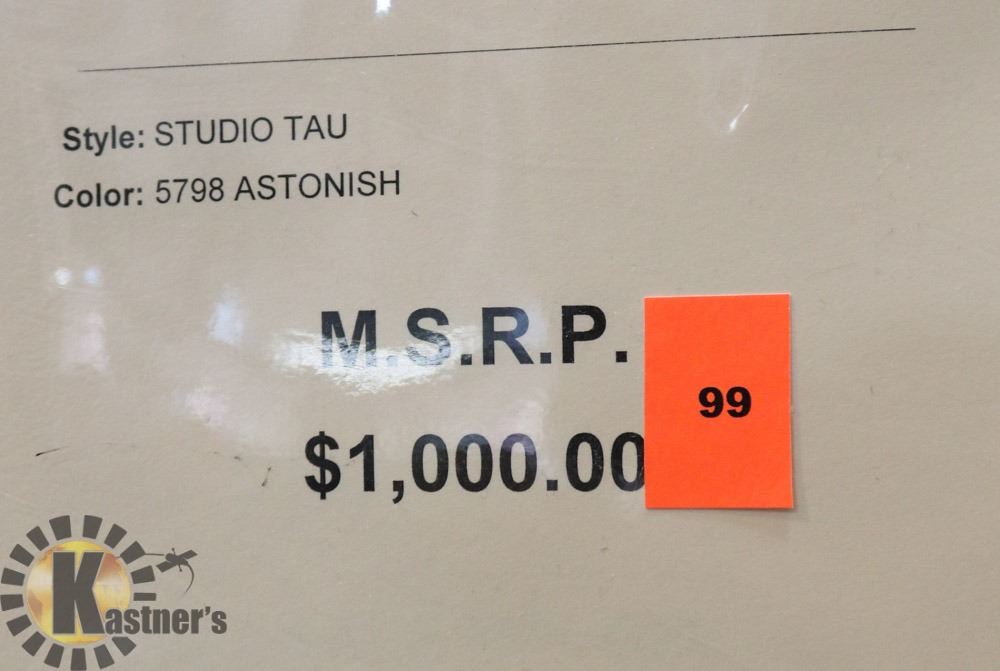 Style: STUDIO TAU
Color: 5798 ASTONISH
M.S.R.P.
$1,000.00
99
Kastner's